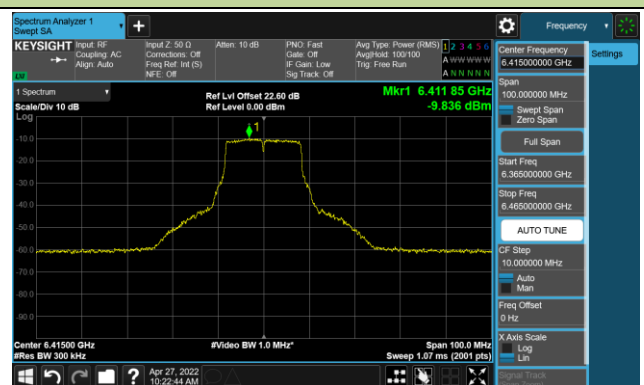 Spectrum Analyzer 1
Swept SA
+
Frequency
KEYSIGHT
LW
Input: RF
Coupling: AC
Align: Auto
Input Z: 50 Ω
Corrections: Off
Freq Ref: Int (S)
NFE: Off
Atten: 10 dB
PNO: Fast
Gate: Off
IF Gain: Low
Sig Track: Off
Avg Type: Power (RMS)
Avg|Hold: 100/100
Trig: Free Run
1 2 3 4 5 6
A W W W W W
A N N N N N
1 Spectrum
Scale/Div 10 dB
Log
Ref Lvl Offset 22.60 dB
Ref Level 0.00 dBm
Mkr1 6.411 85 GHz
-9.836 dBm
1
-10.0
-20.0
-30.0
-40.0
-50.0
-60.0
-70.0
-80.0
-90.0
Center 6.41500 GHz
#Res BW 300 kHz
#Video BW 1.0 MHz*
Span 100.0 MHz
Sweep 1.07 ms (2001 pts)
?
Apr 27, 2022
10:22:44 AM
Center Frequency
6.415000000 GHz
Span
100.000000 MHz
Swept Span
Zero Span
Full Span
Start Freq
6.365000000 GHz
Stop Freq
6.465000000 GHz
AUTO TUNE
CF Step
10.000000 MHz
Auto
Man
Freq Offset
0 Hz
X Axis Scale
Log
Lin
Signal Track
Settings